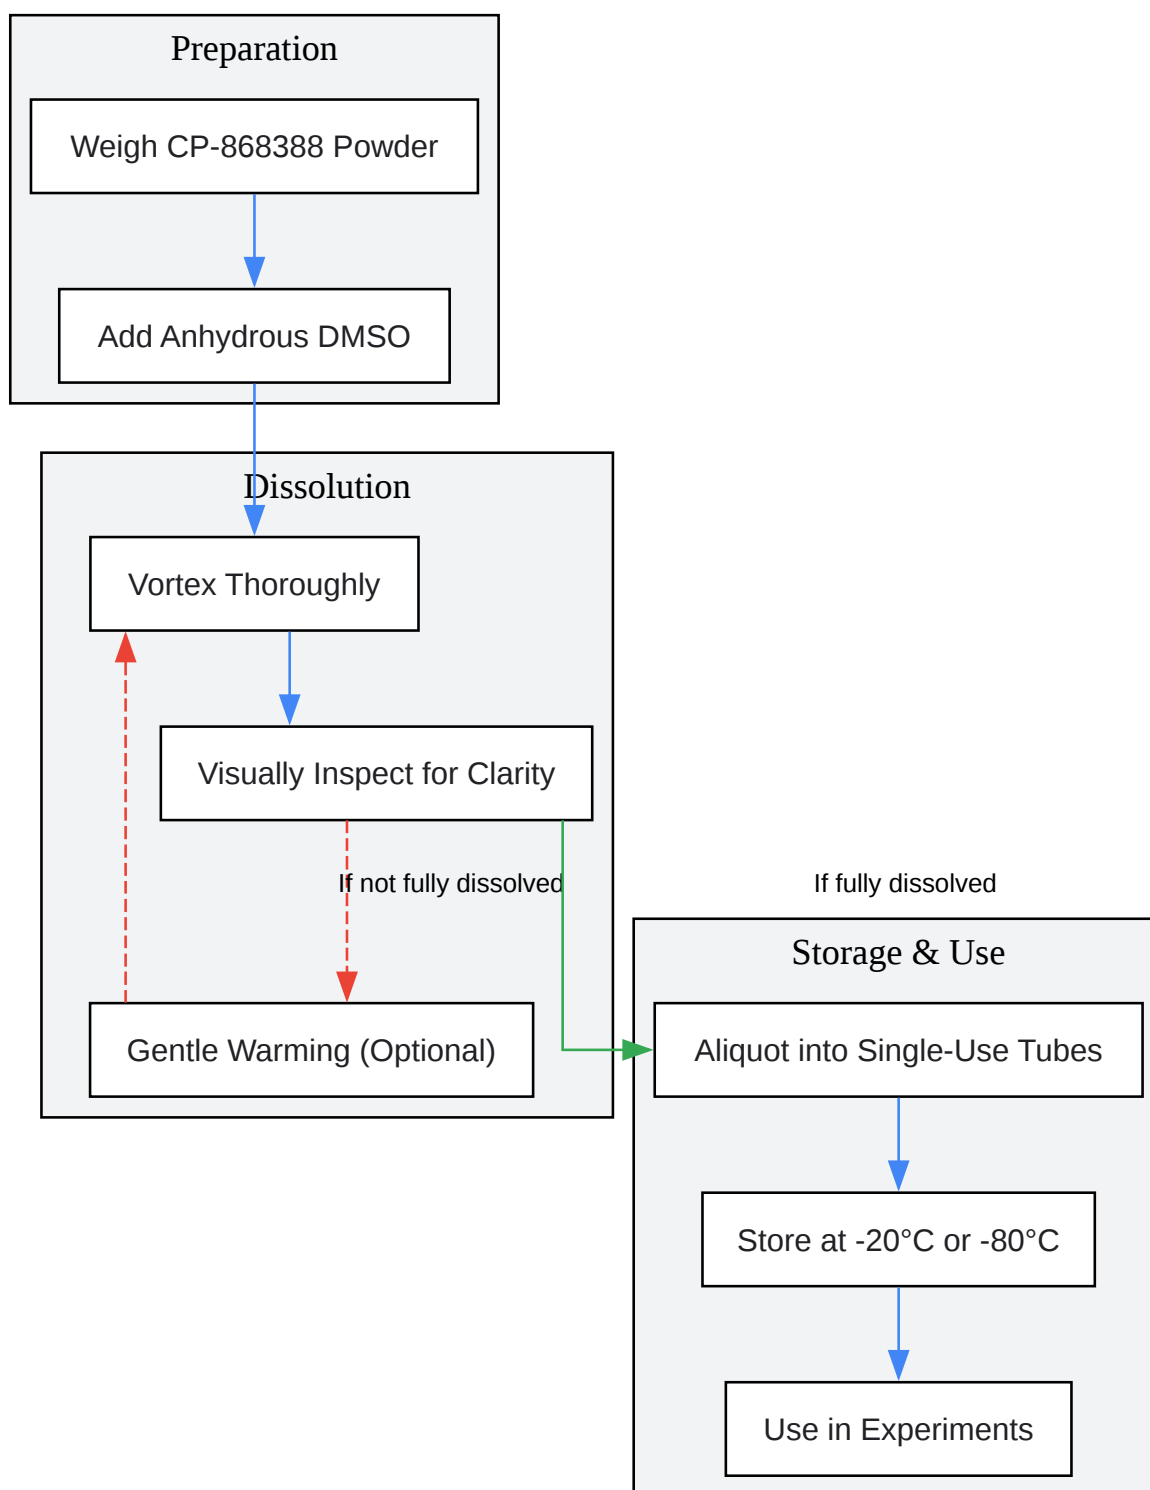 Preparation
Weigh CP-868388 Powder
Add Anhydrous DMSO
Dissolution
Vortex Thoroughly
Visually Inspect for Clarity
If not fully dissolved
If fully dissolved
Gentle Warming (Optional)
Storage & Use
Aliquot into Single-Use Tubes
Store at -20°C or -80°C
Use in Experiments